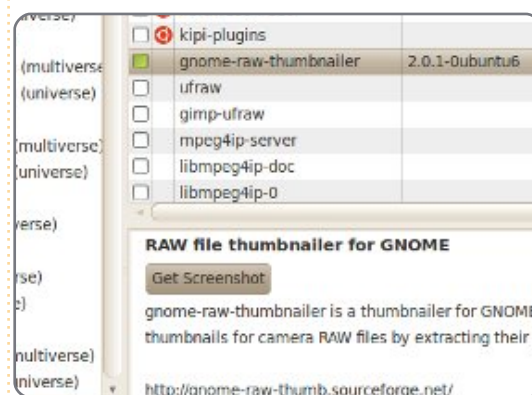 (multiverse
(universe)
(multiverse)
(universe)
kipi-plugins
gnome-raw-thumbnailer 2.0.1-0ubuntu6
ufraw
gimp-ufraw
mpeg4ip-server
libmpeg4ip-doc
libmpeg4ip-0
RAW file thumbnailer for GNOME
Get Screenshot
gnome-raw-thumbnailer is a thumbnailer for GNOME
thumbnails for camera RAW files by extracting their
http://gnome-raw-thumb.sourceforge.net/